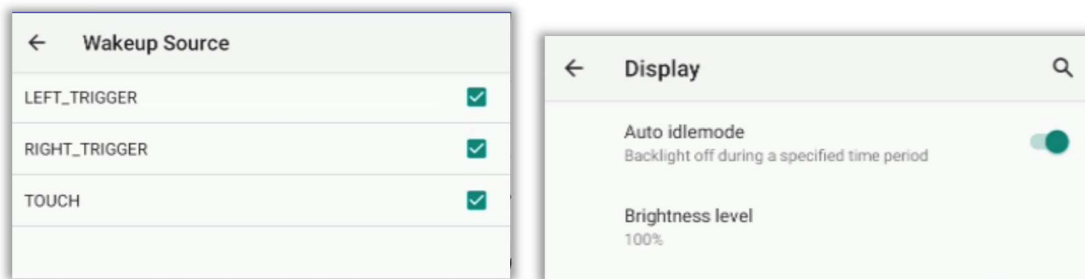 Wakeup Source
LEFT_TRIGGER
RIGHT_TRIGGER
TOUCH
Display
Auto idlemode
Backlight off during a specified time period
Brightness level
100%